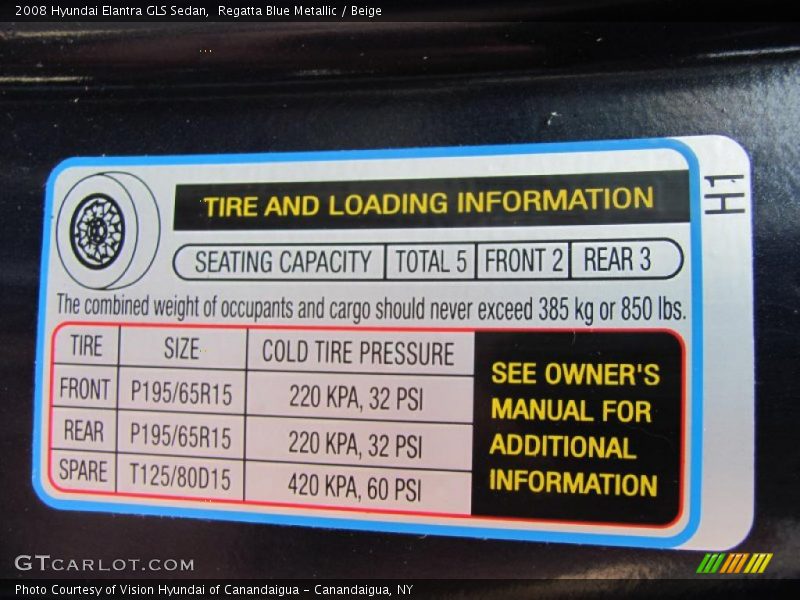 2008 Hyundai Elantra GLS Sedan, Regatta Blue Metallic / Beige
TIRE AND LOADING INFORMATION
H1
SEATING CAPACITY TOTAL 5 FRONT 2 REAR 3
The combined weight of occupants and cargo should never exceed 385 kg or 850 lbs.
TIRE SIZE COLD TIRE PRESSURE
FRONT P195/65R15 220 KPA, 32 PSI
REAR P195/65R15 220 KPA, 32 PSI
SPARE T125/80D15 420 KPA, 60 PSI
SEE OWNER'S
MANUAL FOR
ADDITIONAL
INFORMATION
GTCARLOT.COM
Photo Courtesy of Vision Hyundai of Canandaigua - Canandaigua, NY